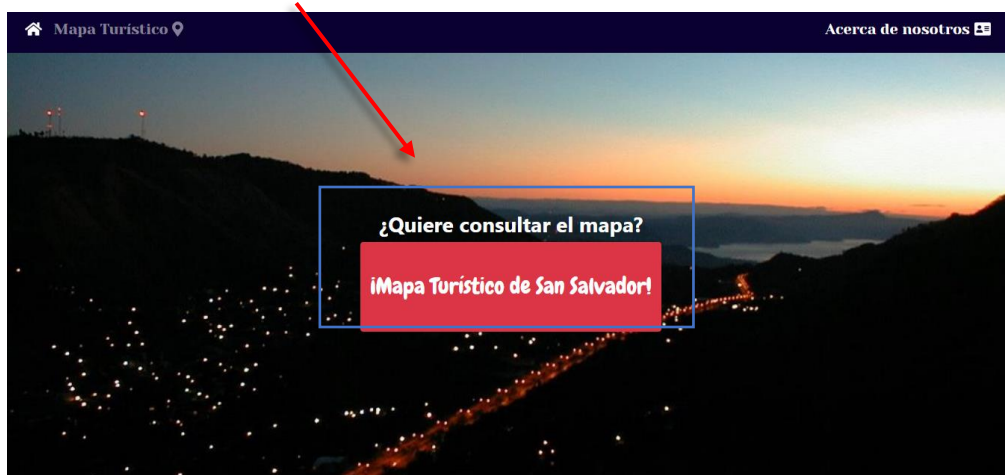 Mapa Turístico
Acerca de nosotros
¿Quiere consultar el mapa?
¡Mapa Turístico de San Salvador!